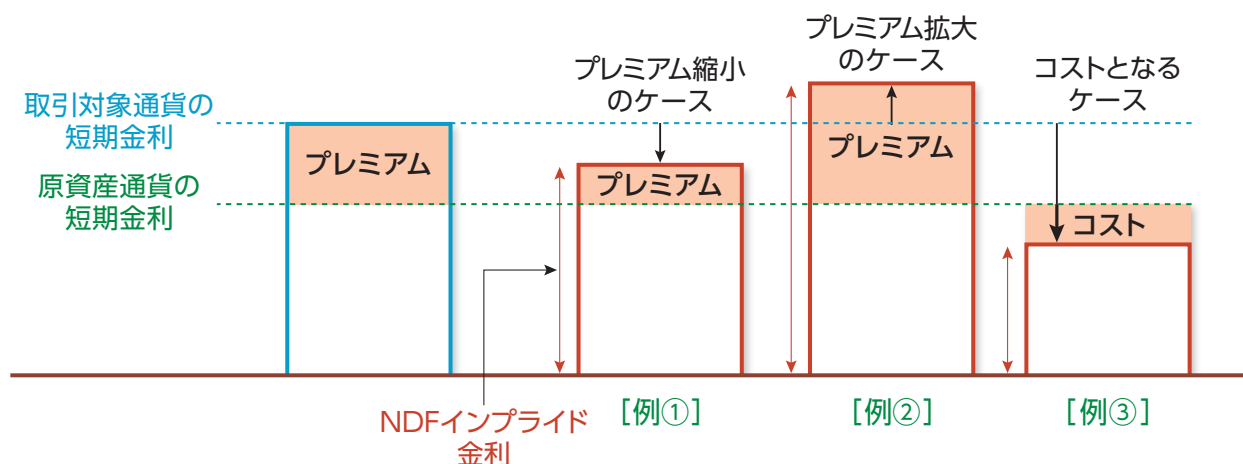 取引対象通貨の
短期金利
原資産通貨の
短期金利
プレミアム
プレミアム縮小
のケース
プレミアム
プレミアム拡大
のケース
プレミアム
コストとなる
ケース
コスト
NDFインプライド
金利
［例①］
［例②］
［例③］